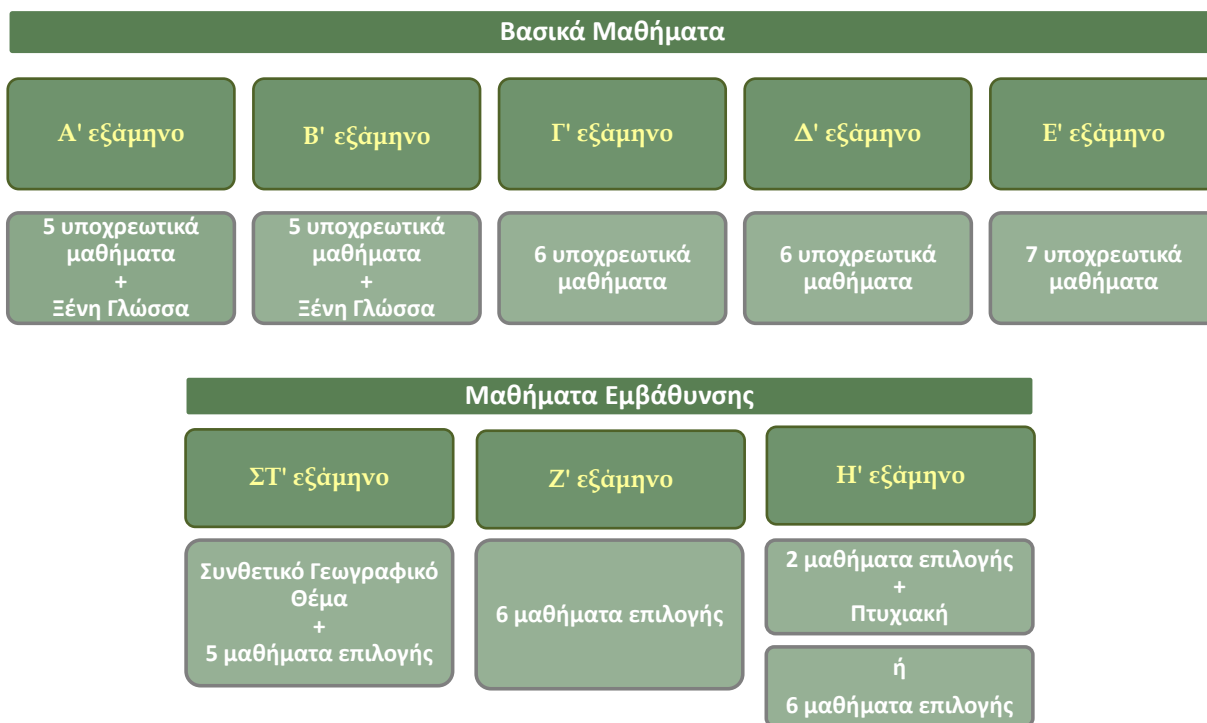 Βασικά Μαθήματα
Α' εξάμηνο
Β' εξάμηνο
Γ' εξάμηνο
Δ' εξάμηνο
Ε' εξάμηνο
5 υποχρεωτικά
μαθήματα
+
Ξένη Γλώσσα
5 υποχρεωτικά
μαθήματα
+
Ξένη Γλώσσα
6 υποχρεωτικά
μαθήματα
6 υποχρεωτικά
μαθήματα
7 υποχρεωτικά
μαθήματα
Μαθήματα Εμβάθυνσης
ΣΤ' εξάμηνο
Ζ' εξάμηνο
Η' εξάμηνο
Συνθετικό Γεωγραφικό
Θέμα
+
5 μαθήματα επιλογής
6 μαθήματα επιλογής
2 μαθήματα επιλογής
+
Πτυχιακή
ή
6 μαθήματα επιλογής